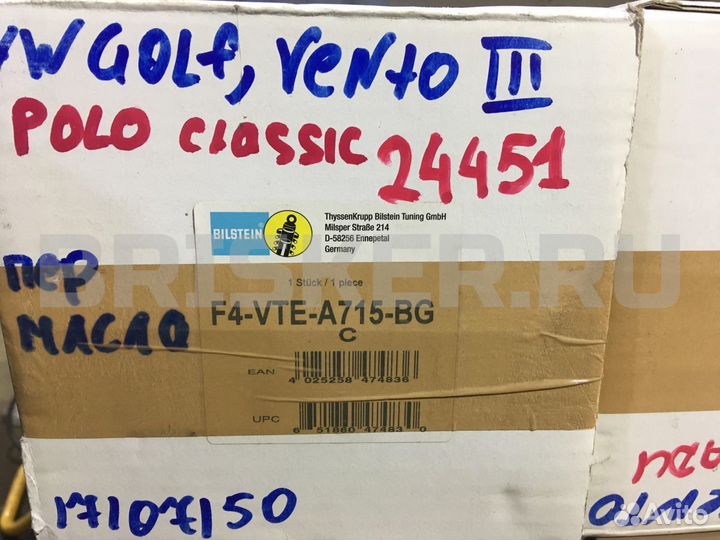 VW GOLF, VENTO III
POLO CLASSIC 24451
BILSTEIN
ThyssenKrupp Bilstein Tuning GmbH
Milsper Straße 214
D-58256 Ennepetal
Germany
пер
масло
BRISKER.RU
1 Stück / 1 piece
F4-VTE-A715-BG
C
EAN
4 025258 474836
UPC
6 51860 47483 0
17107150
Avito